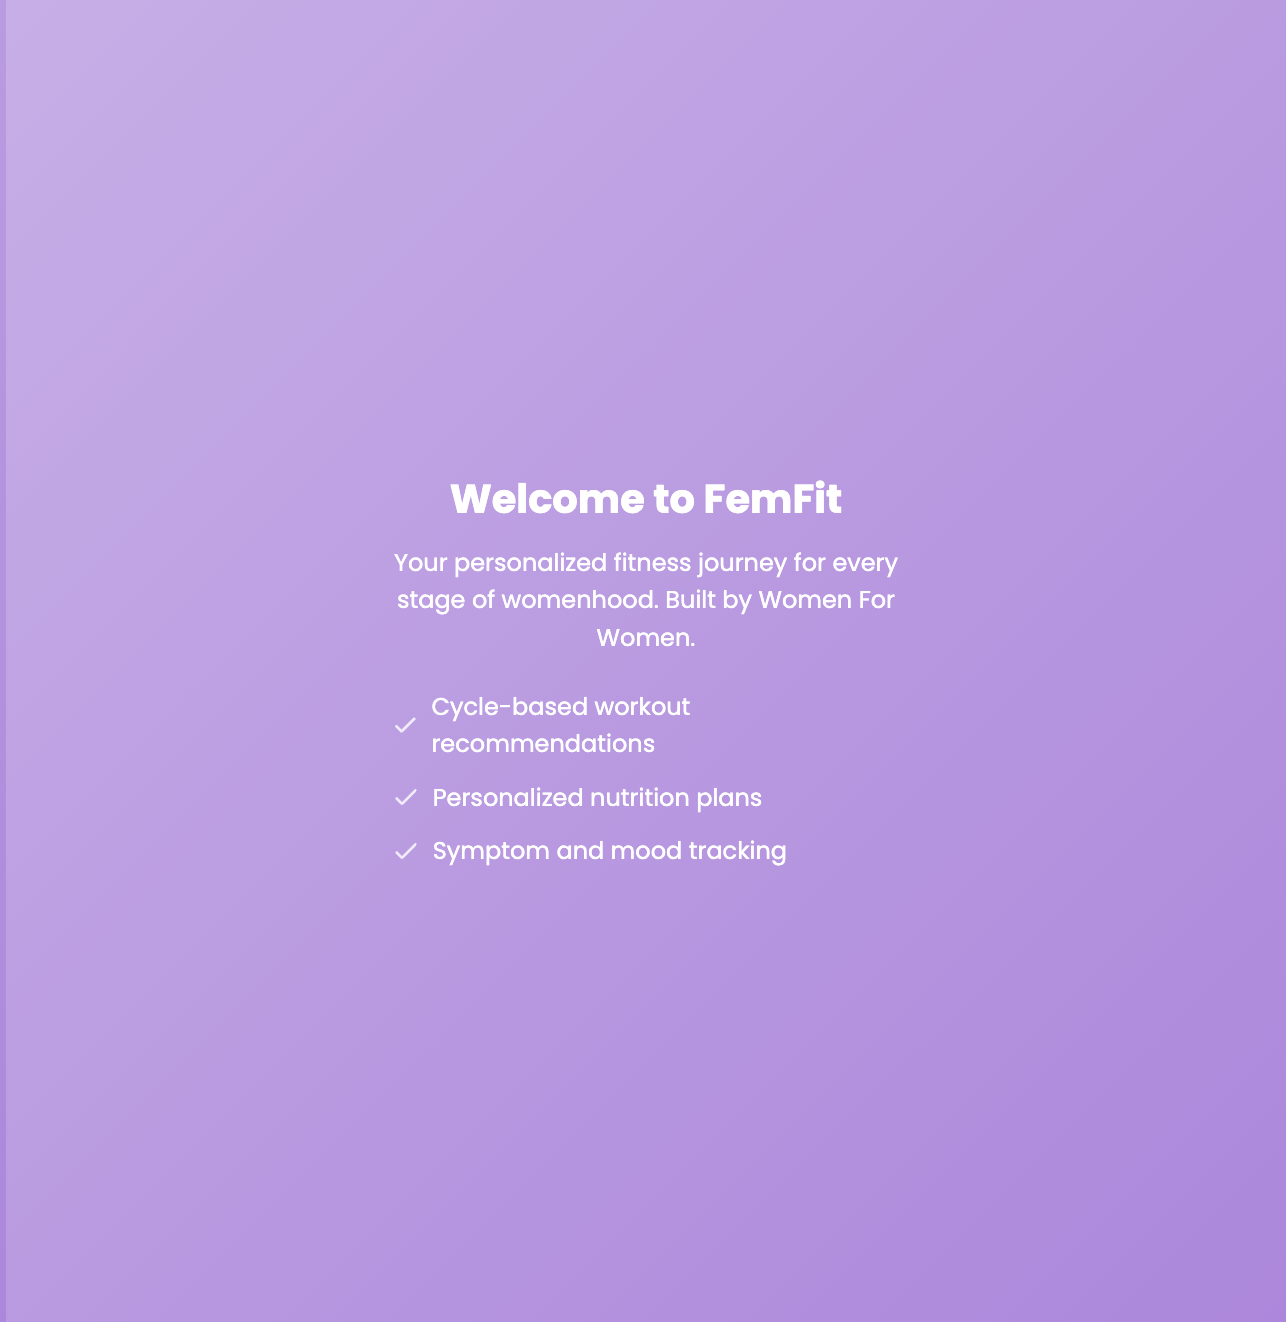 Welcome to FemFit
Your personalized fitness journey for every
stage of womenhood. Built by Women For
Women.
Cycle-based workout
recommendations
Personalized nutrition plans
Symptom and mood tracking